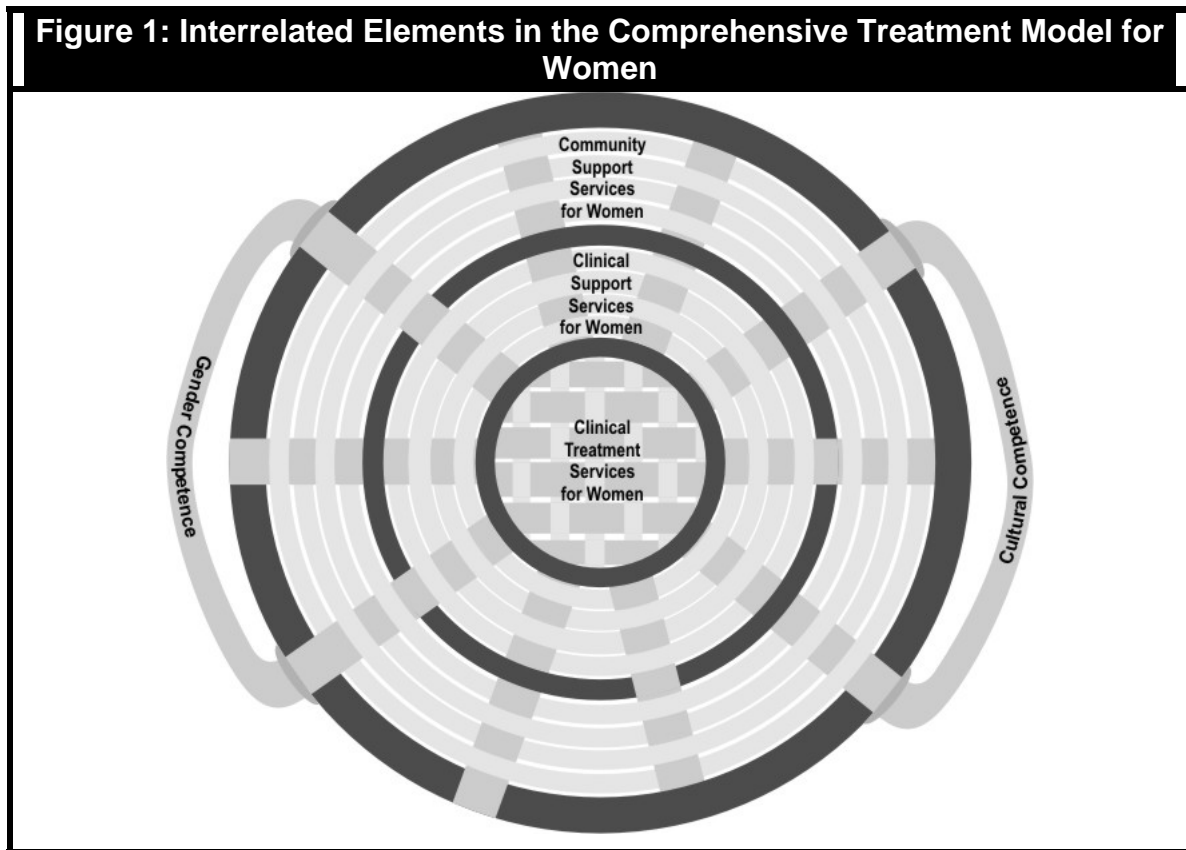 Figure 1: Interrelated Elements in the Comprehensive Treatment Model for
Women
Community
Support
Services
for Women
Clinical
Support
Services
for Women
Clinical
Treatment
Services
for Women
Gender Competence
Cultural Competence